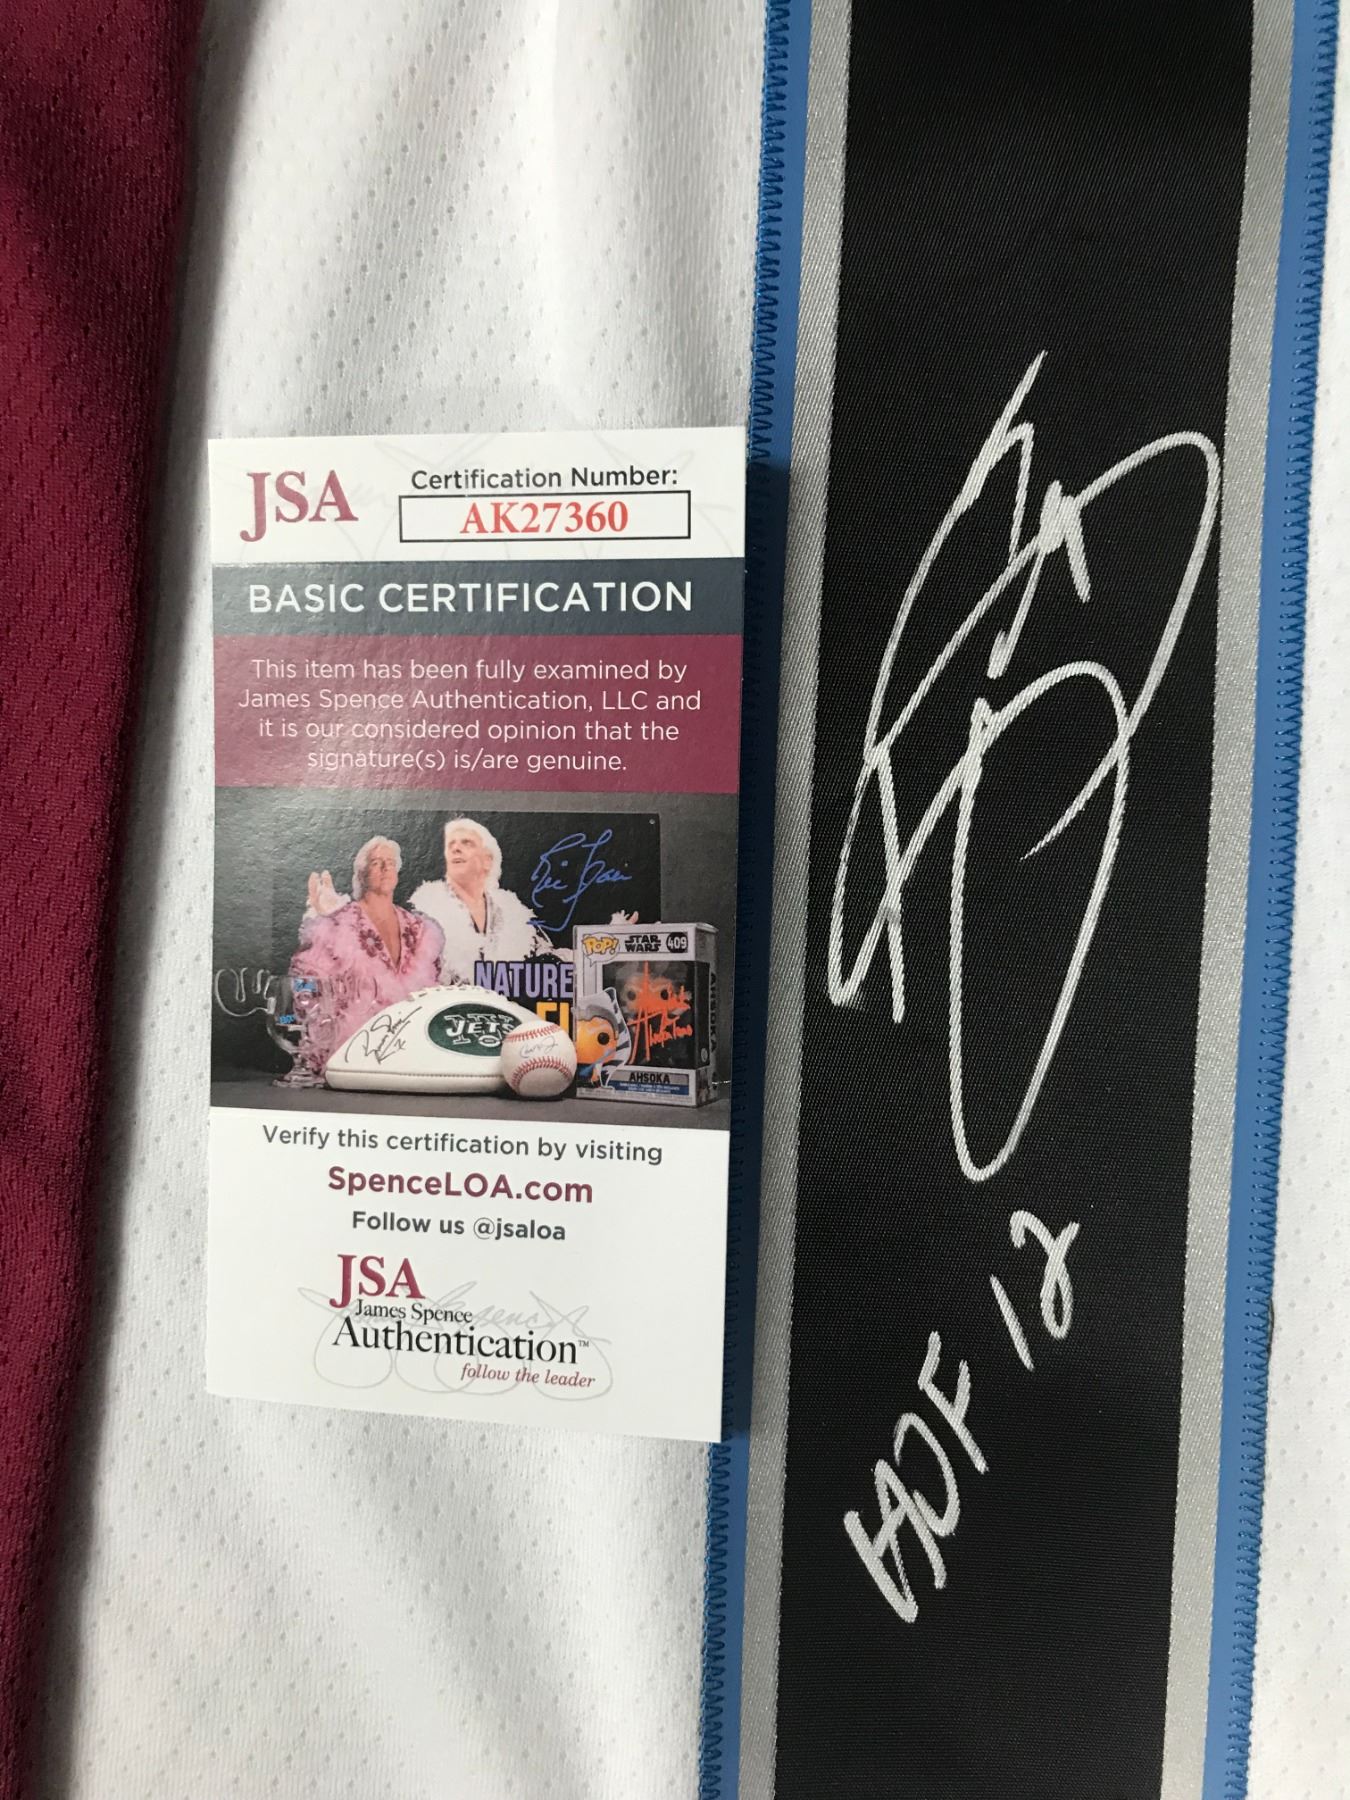 JSA
Certification Number:
AK27360
BASIC CERTIFICATION
This item has been fully examined by
James Spence Authentication, LLC and
it is our considered opinion that the
signature(s) is/are genuine.
POP!
STAR
WARS
409
NATURE
JETS
AHSOKA
Verify this certification by visiting
SpenceLOA.com
Follow us @jsaloa
JSA
James Spence
Authentication™
follow the leader
HOF 12